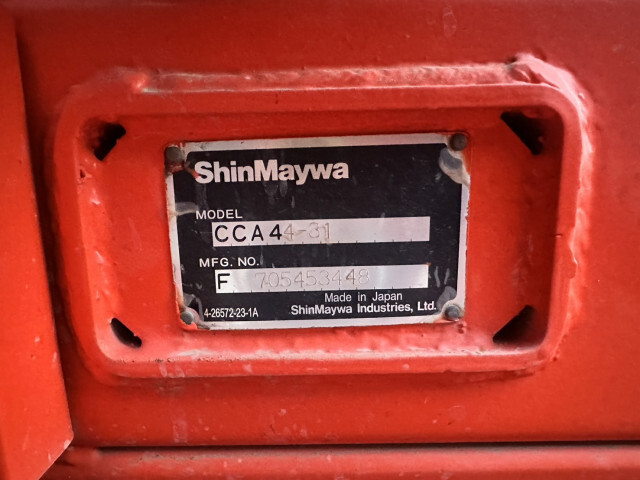 ShinMaywa
MODEL
CCA44-31
MFG. NO.
F 705453448
Made in Japan
4-26572-23-1A
ShinMaywa Industries, Ltd.